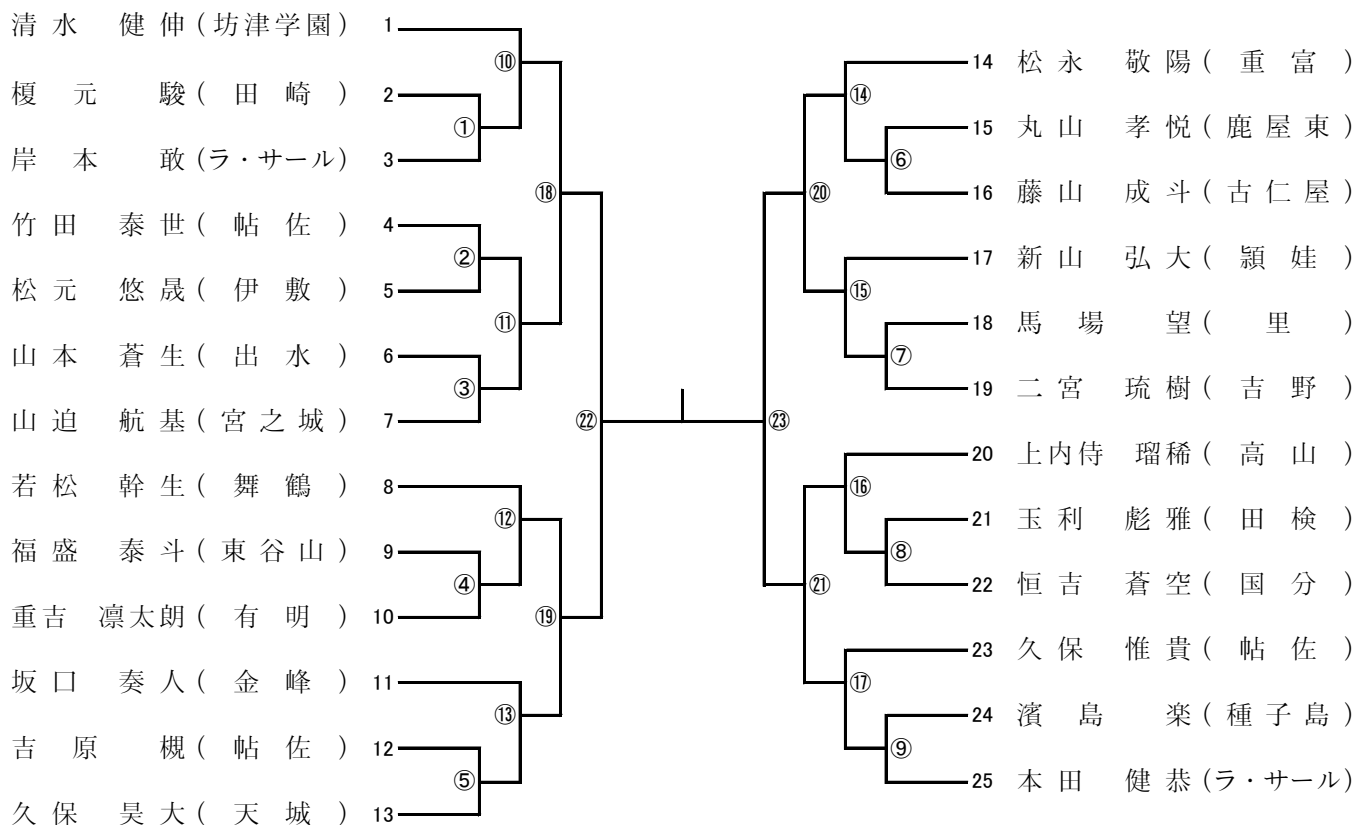 清水 健伸(坊津学園) 1
⑩
榎元 駿(田崎) 2
①
岸本 敢(ラ・サール) 3
⑱
竹田 泰世(帖佐) 4
②
松元 悠晟(伊敷) 5
⑪
山本 蒼生(出水) 6
③
山迫 航基(宮之城) 7
㉒
若松 幹生(舞鶴) 8
⑫
福盛 泰斗(東谷山) 9
④
重吉 凛太朗(有明) 10
⑲
坂口 奏人(金峰) 11
⑬
吉原 槻(帖佐) 12
⑤
久保 昊大(天城) 13
14 松永 敬陽(重富)
⑭
15 丸山 孝悦(鹿屋東)
⑥
16 藤山 成斗(古仁屋)
⑳
17 新山 弘大(頴娃)
⑮
18 馬場 望(里)
⑦
19 二宮 琉樹(吉野)
㉓
20 上内侍 瑠稀(高山)
⑯
21 玉利 彪雅(田検)
⑧
22 恒吉 蒼空(国分)
㉑
23 久保 惟貴(帖佐)
⑰
24 濱島 楽(種子島)
⑨
25 本田 健恭(ラ・サール)